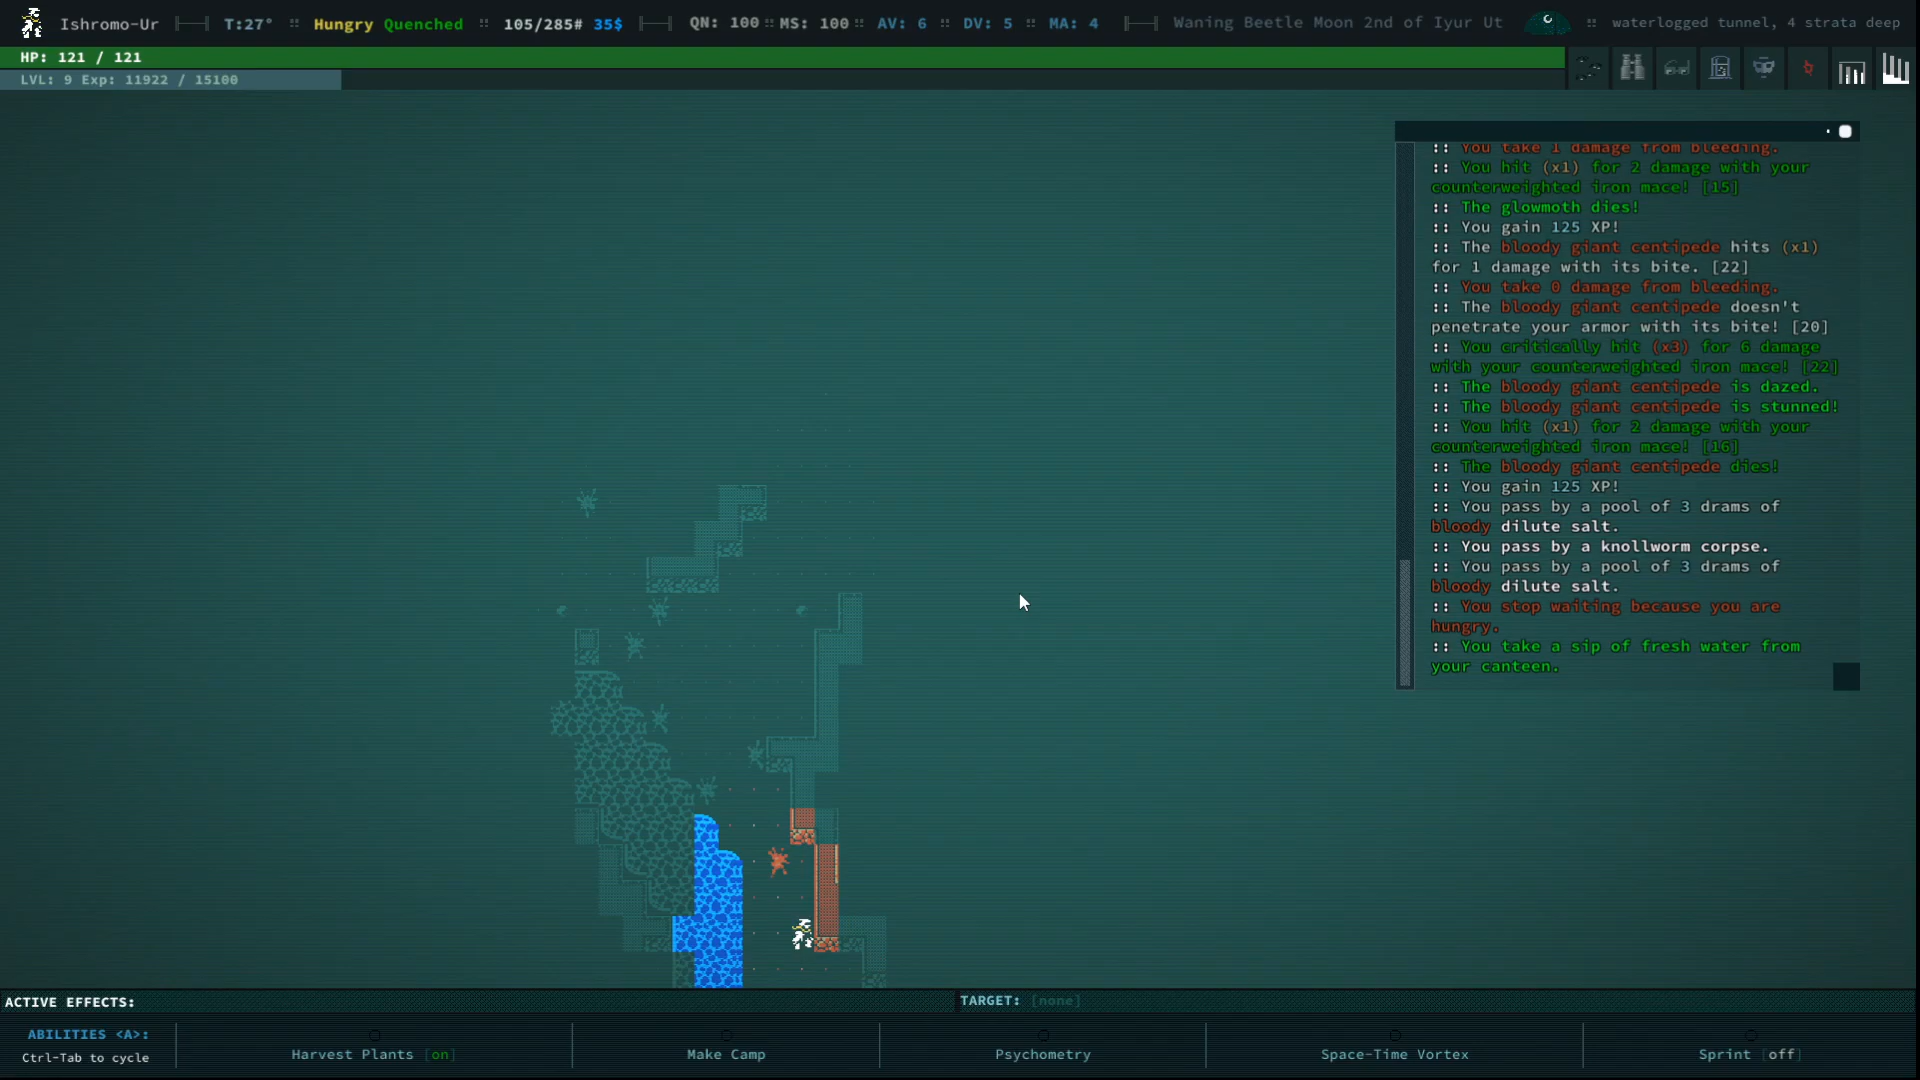 Ishromo-Ur T:27° Hungry Quenched 105/285# 35$ QN: 100 MS: 100 AV: 6 DV: 5 MA: 4 Waning Beetle Moon 2nd of Iyur Ut waterlogged tunnel, 4 strata deep
HP: 121 / 121
LVL: 9 Exp: 11922 / 15100
:: You take 1 damage from bleeding.
:: You hit (x1) for 2 damage with your
counterweighted iron mace! [15]
:: The glowmoth dies!
:: You gain 125 XP!
:: The bloody giant centipede hits (x1)
for 1 damage with its bite. [22]
:: You take 0 damage from bleeding.
:: The bloody giant centipede doesn't
penetrate your armor with its bite! [20]
:: You critically hit (x3) for 6 damage
with your counterweighted iron mace! [22]
:: The bloody giant centipede is dazed.
:: The bloody giant centipede is stunned!
:: You hit (x1) for 2 damage with your
counterweighted iron mace! [16]
:: The bloody giant centipede dies!
:: You gain 125 XP!
:: You pass by a pool of 3 drams of
bloody dilute salt.
:: You pass by a knollworm corpse.
:: You pass by a pool of 3 drams of
bloody dilute salt.
:: You stop waiting because you are
hungry.
:: You take a sip of fresh water from
your canteen.
ACTIVE EFFECTS:
TARGET: [none]
ABILITIES <A>:
Ctrl-Tab to cycle
Harvest Plants [on]
Make Camp
Psychometry
Space-Time Vortex
Sprint [off]